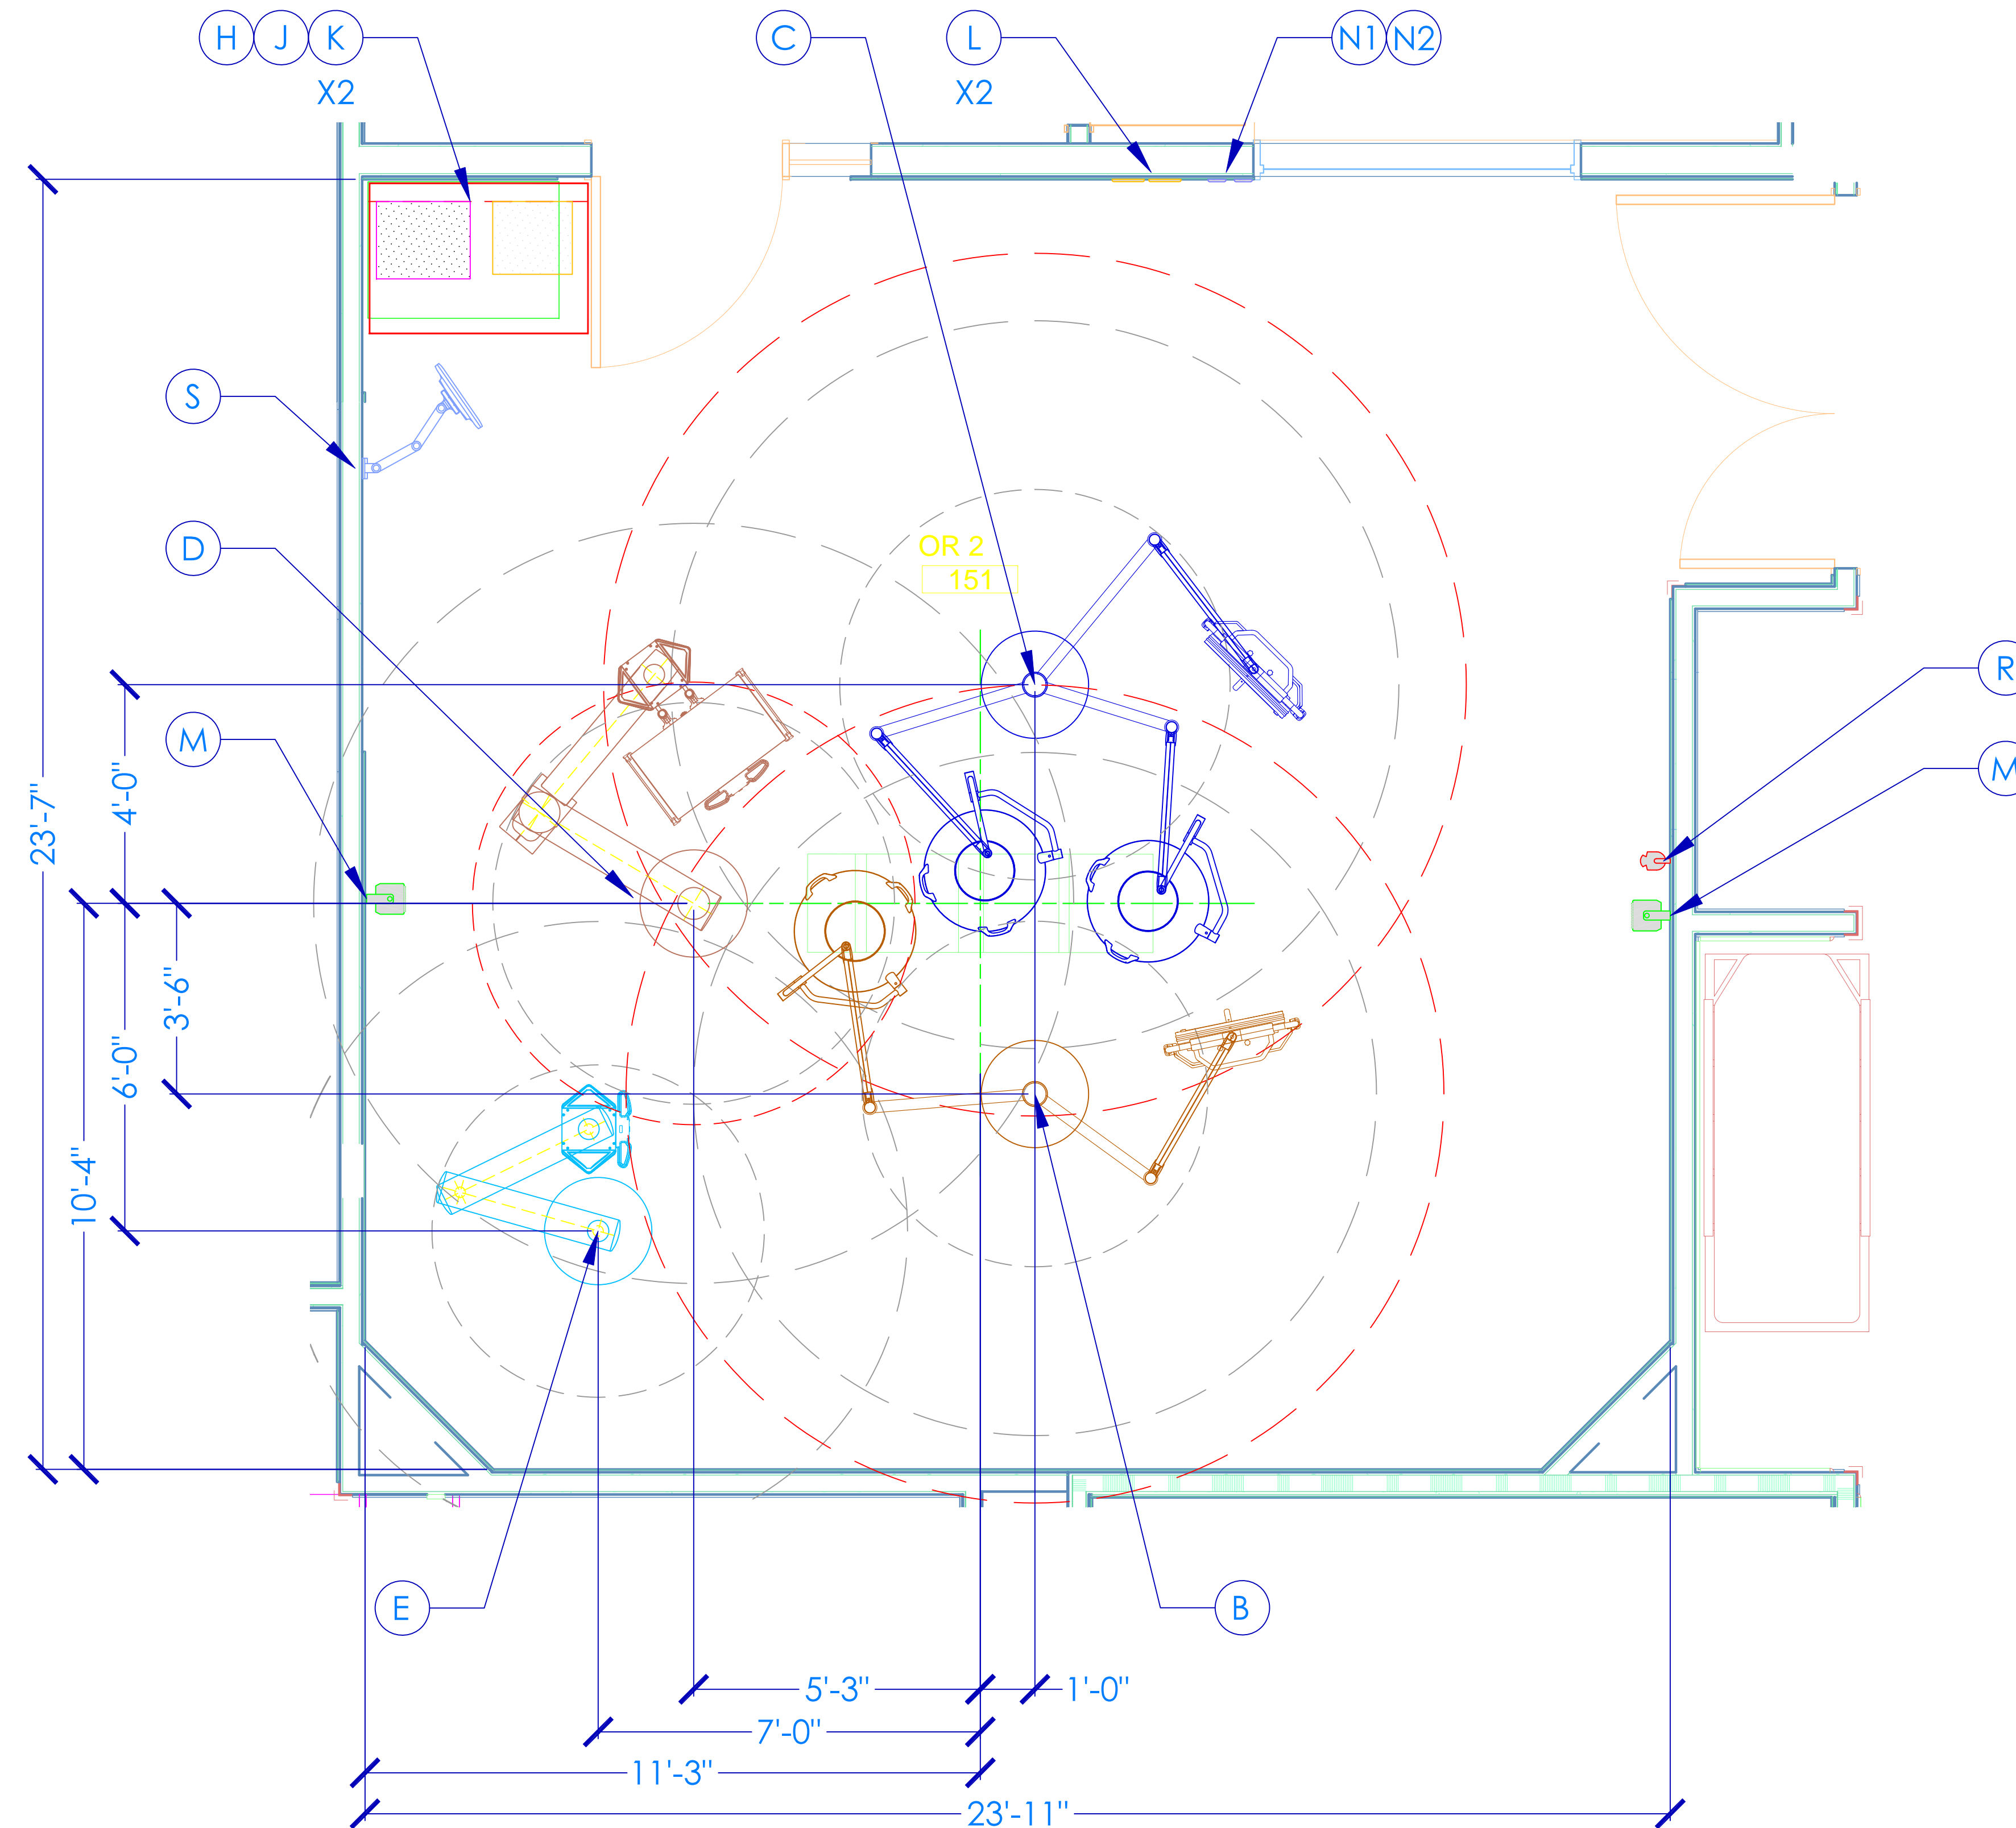 H J K C L N1 N2
X2 X2
S
D
OR 2
151
R
M
M
4'-0"
23'-7"
3'-6"
6'-0"
10'-4"
E B
5'-3" 1'-0"
7'-0"
11'-3"
23'-11"